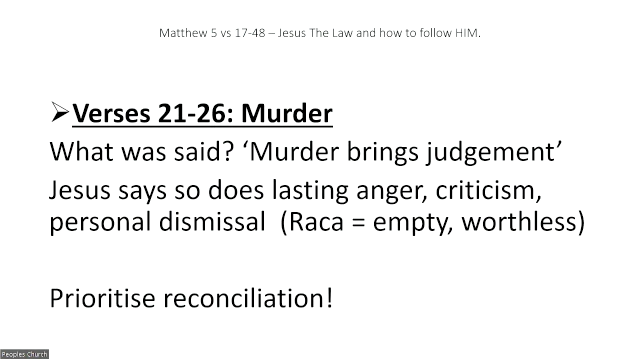 Matthew 5 vs 17-48 – Jesus The Law and how to follow HIM.
➢Verses 21-26: Murder
What was said? ‘Murder brings judgement’
Jesus says so does lasting anger, criticism,
personal dismissal  (Raca = empty, worthless)
Prioritise reconciliation!
Peoples Church